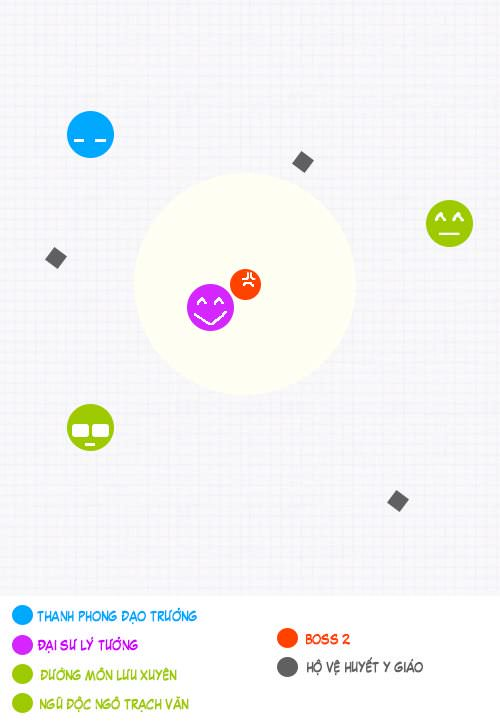 THANH PHONG ĐẠO TRƯỞNG
ĐẠI SƯ LÝ TƯỚNG
ĐƯỜNG MÔN LƯU XUYÊN
NGŨ ĐỘC NGÔ TRẠCH VĂN
BOSS 2
HỘ VỆ HUYẾT Y GIÁO